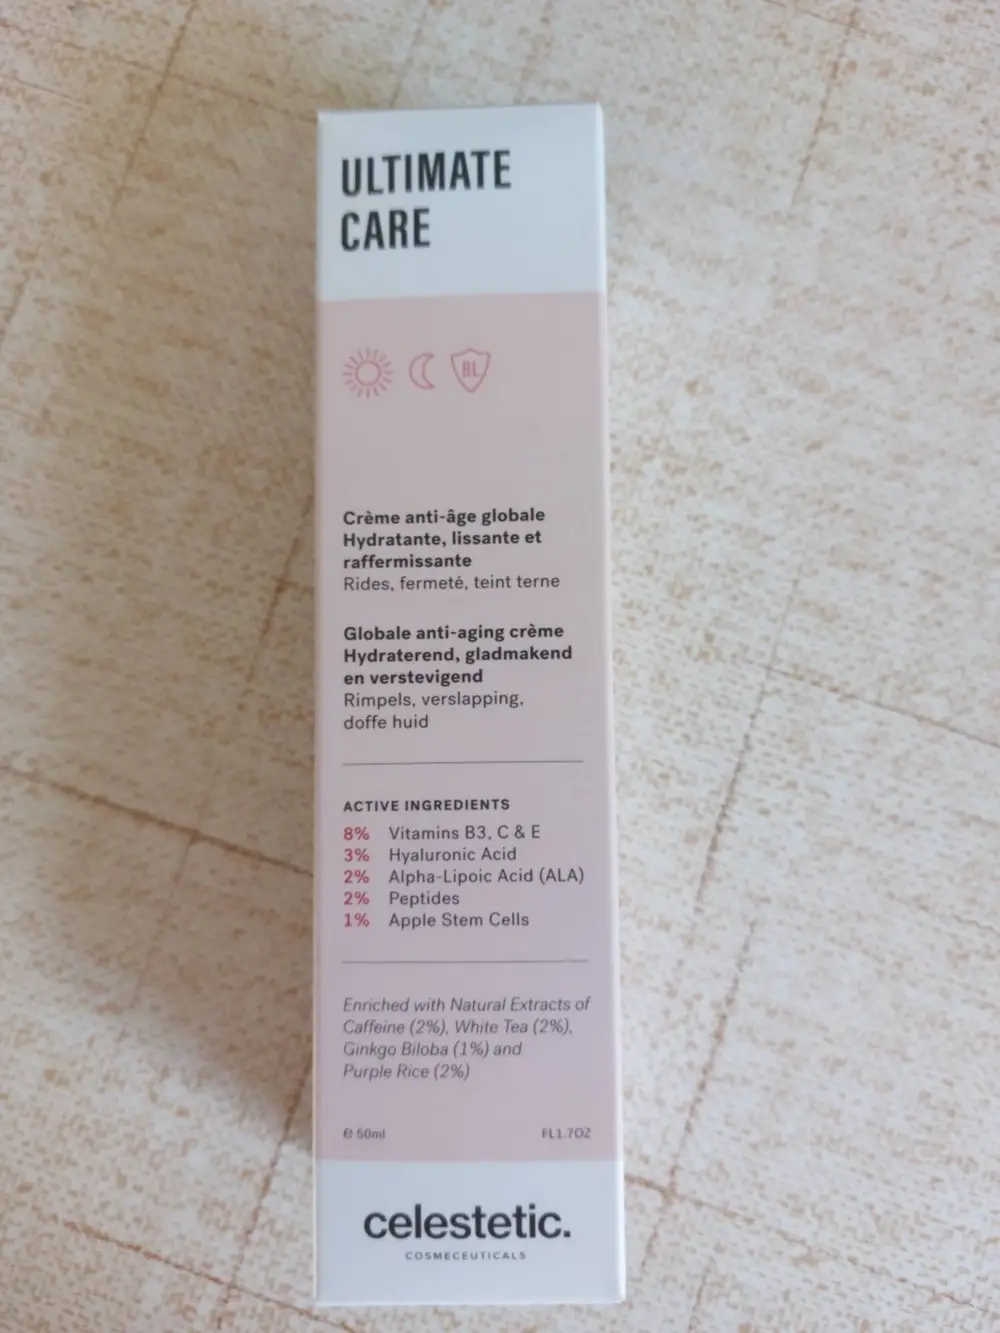 ULTIMATE
CARE
BL
Crème anti-âge globale
Hydratante, lissante et
raffermissante
Rides, fermeté, teint terne
Globale anti-aging crème
Hydraterend, gladmakend
en verstevigend
Rimpels, verslapping,
doffe huid
ACTIVE INGREDIENTS
8% Vitamins B3, C & E
3% Hyaluronic Acid
2% Alpha-Lipoic Acid (ALA)
2% Peptides
1% Apple Stem Cells
Enriched with Natural Extracts of
Caffeine (2%), White Tea (2%),
Ginkgo Biloba (1%) and
Purple Rice (2%)
℮ 50ml FL1.7OZ
celestetic.
COSMECEUTICALS